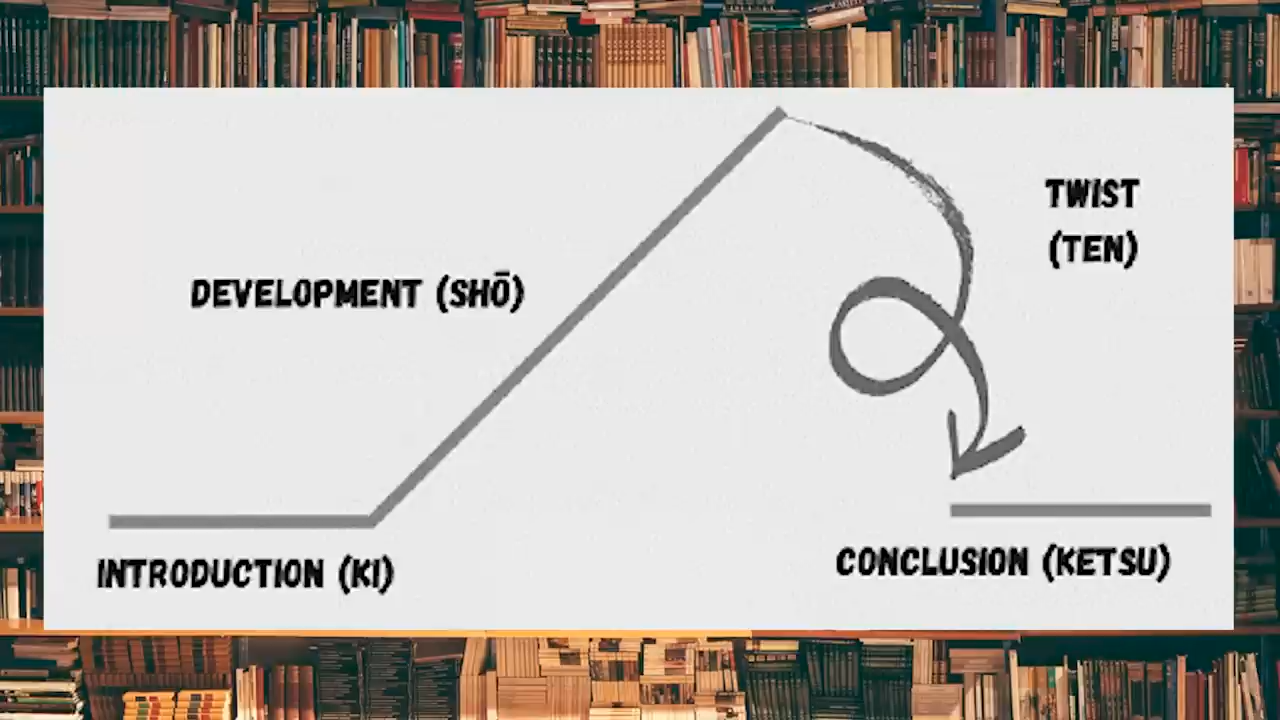 DEVELOPMENT (SHŌ)
TWIST
(TEN)
INTRODUCTION (KI)
CONCLUSION (KETSU)